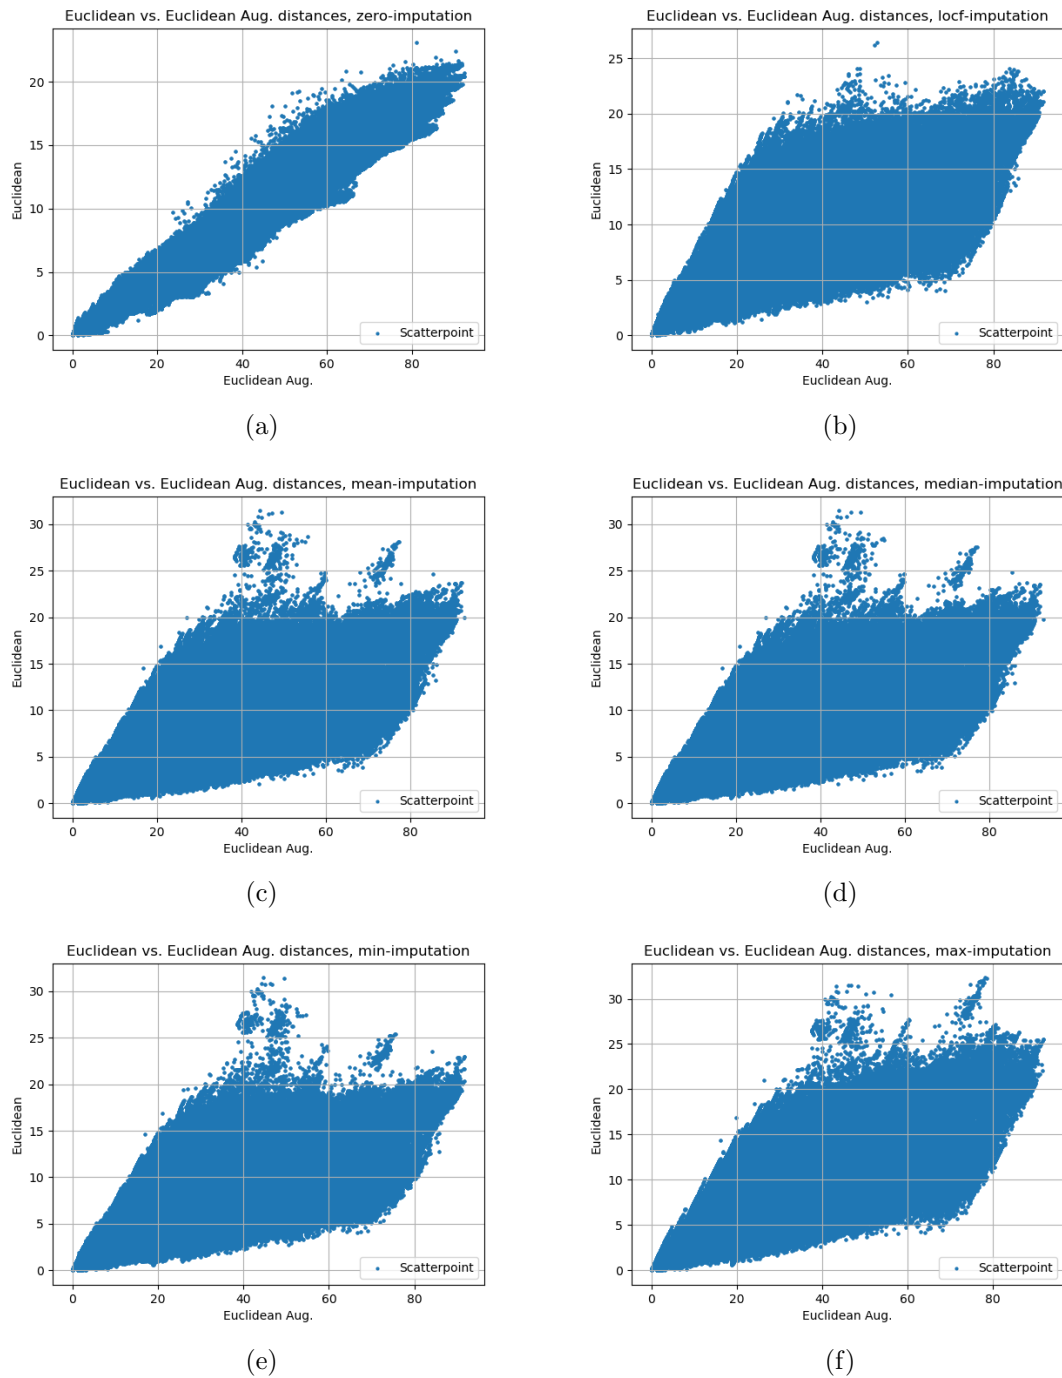 Euclidean vs. Euclidean Aug. distances, zero-imputation
Euclidean
20
15
10
5
0
0 20 40 60 80
Scatterpoint
Euclidean Aug.
(a)
Euclidean vs. Euclidean Aug. distances, locf-imputation
Euclidean
25
20
15
10
5
0
0 20 40 60 80
Scatterpoint
Euclidean Aug.
(b)
Euclidean vs. Euclidean Aug. distances, mean-imputation
Euclidean
30
25
20
15
10
5
0
0 20 40 60 80
Scatterpoint
Euclidean Aug.
(c)
Euclidean vs. Euclidean Aug. distances, median-imputation
Euclidean
30
25
20
15
10
5
0
0 20 40 60 80
Scatterpoint
Euclidean Aug.
(d)
Euclidean vs. Euclidean Aug. distances, min-imputation
Euclidean
30
25
20
15
10
5
0
0 20 40 60 80
Scatterpoint
Euclidean Aug.
(e)
Euclidean vs. Euclidean Aug. distances, max-imputation
Euclidean
30
25
20
15
10
5
0
0 20 40 60 80
Scatterpoint
Euclidean Aug.
(f)